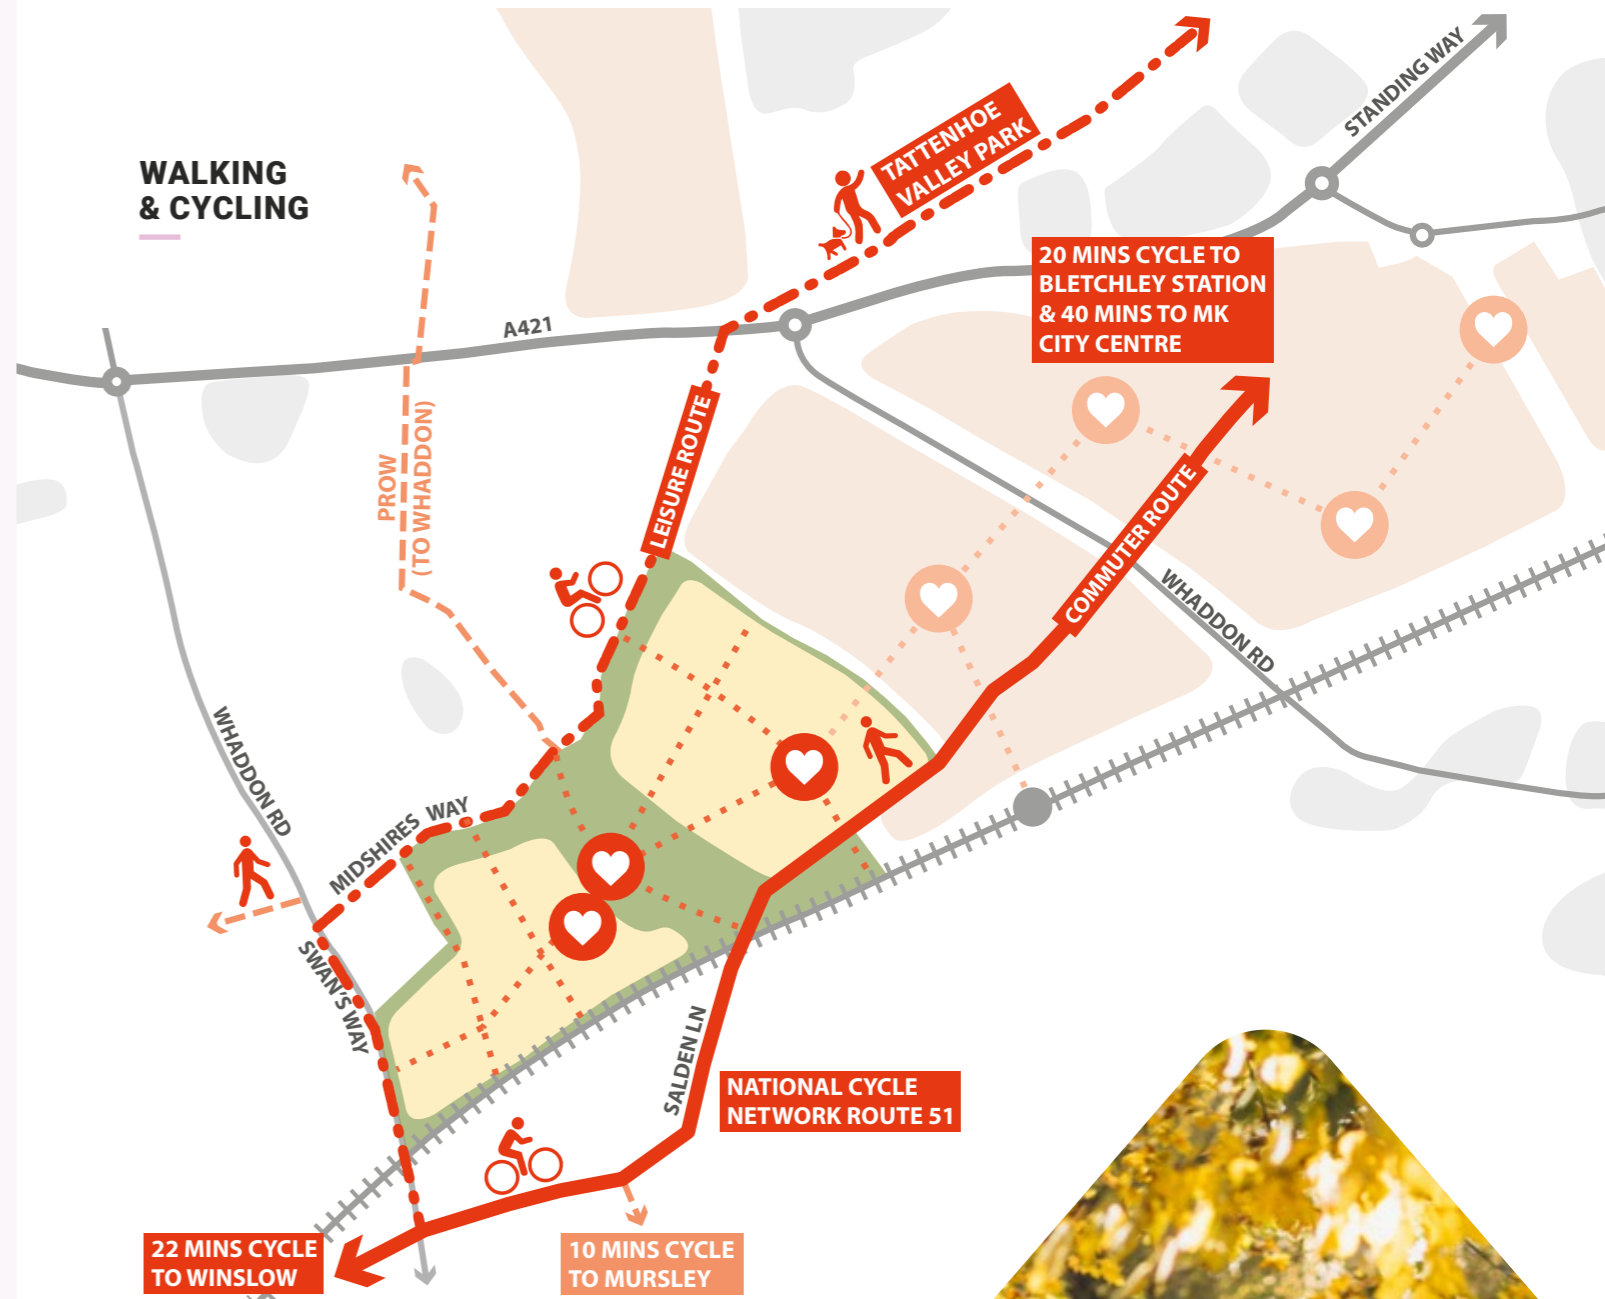 WALKING
& CYCLING
TATTENHOE
VALLEY PARK
STANDING WAY
20 MINS CYCLE TO
BLETCHLEY STATION
& 40 MINS TO MK
CITY CENTRE
A421
PROW
(TO WHADDON)
LEISURE ROUTE
COMMUTER ROUTE
WHADDON RD
WHADDON RD
MIDSHIRES WAY
SWAN'S WAY
SALDEN LN
NATIONAL CYCLE
NETWORK ROUTE 51
22 MINS CYCLE
TO WINSLOW
10 MINS CYCLE
TO MURSLEY